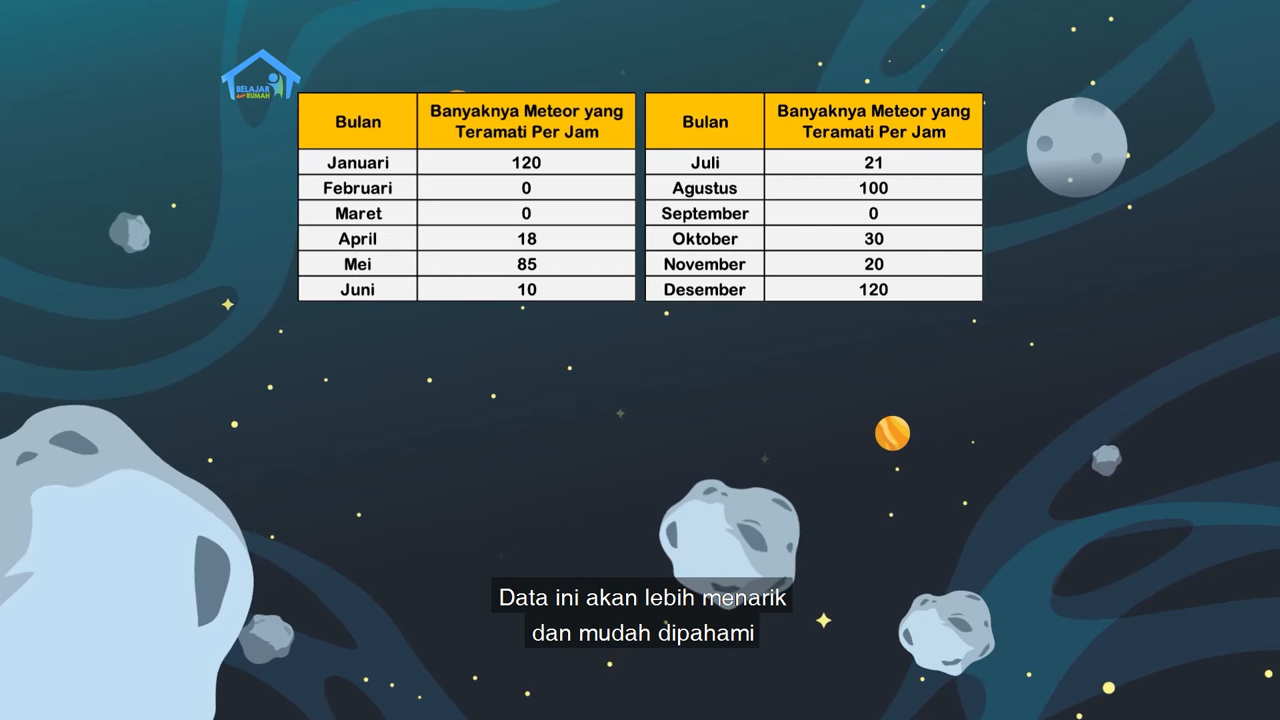 BELAJAR
dari RUMAH
Bulan
Banyaknya Meteor yang
Teramati Per Jam
Januari 120
Februari 0
Maret 0
April 18
Mei 85
Juni 10
Bulan
Banyaknya Meteor yang
Teramati Per Jam
Juli 21
Agustus 100
September 0
Oktober 30
November 20
Desember 120
Data ini akan lebih menarik
dan mudah dipahami